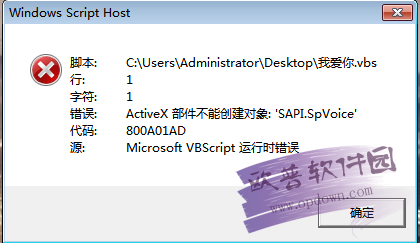 Windows Script Host
脚本: C:\Users\Administrator\Desktop\我爱你.vbs
行: 1
字符: 1
错误: ActiveX 部件不能创建对象: 'SAPI.SpVoice'
代码: 800A01AD
源: Microsoft VBScript 运行时错误
欧普软件园
www.opdown.com
确定